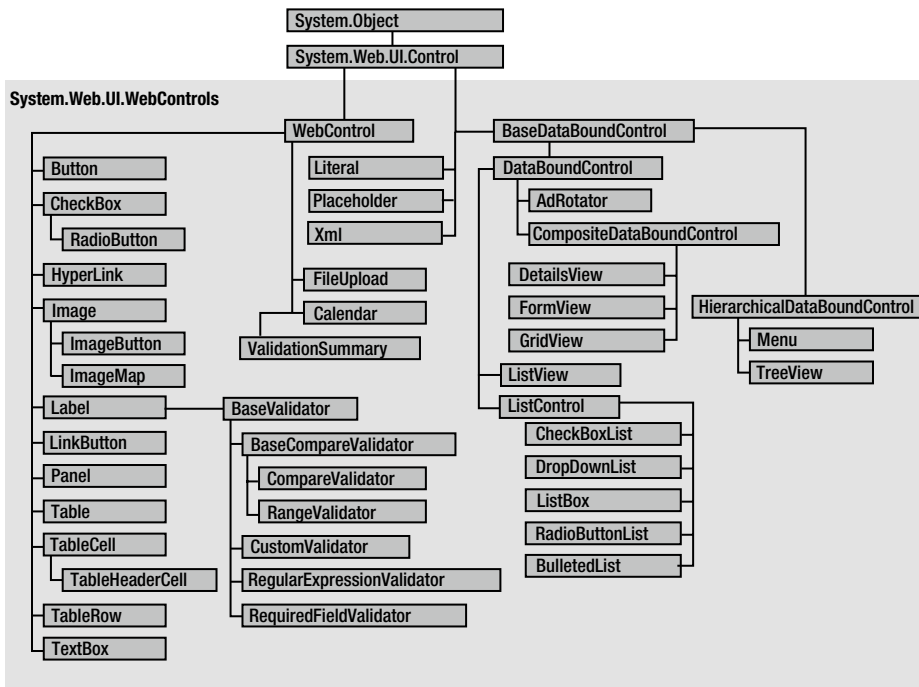 System.Object
System.Web.UI.Control
System.Web.UI.WebControls
WebControl
Button
CheckBox
RadioButton
HyperLink
Image
ImageButton
ImageMap
Label
LinkButton
Panel
Table
TableCell
TableHeaderCell
TableRow
TextBox
Literal
Placeholder
Xml
FileUpload
Calendar
ValidationSummary
BaseValidator
BaseCompareValidator
CompareValidator
RangeValidator
CustomValidator
RegularExpressionValidator
RequiredFieldValidator
BaseDataBoundControl
DataBoundControl
AdRotator
CompositeDataBoundControl
DetailsView
FormView
GridView
ListView
ListControl
CheckBoxList
DropDownList
ListBox
RadioButtonList
BulletedList
HierarchicalDataBoundControl
Menu
TreeView